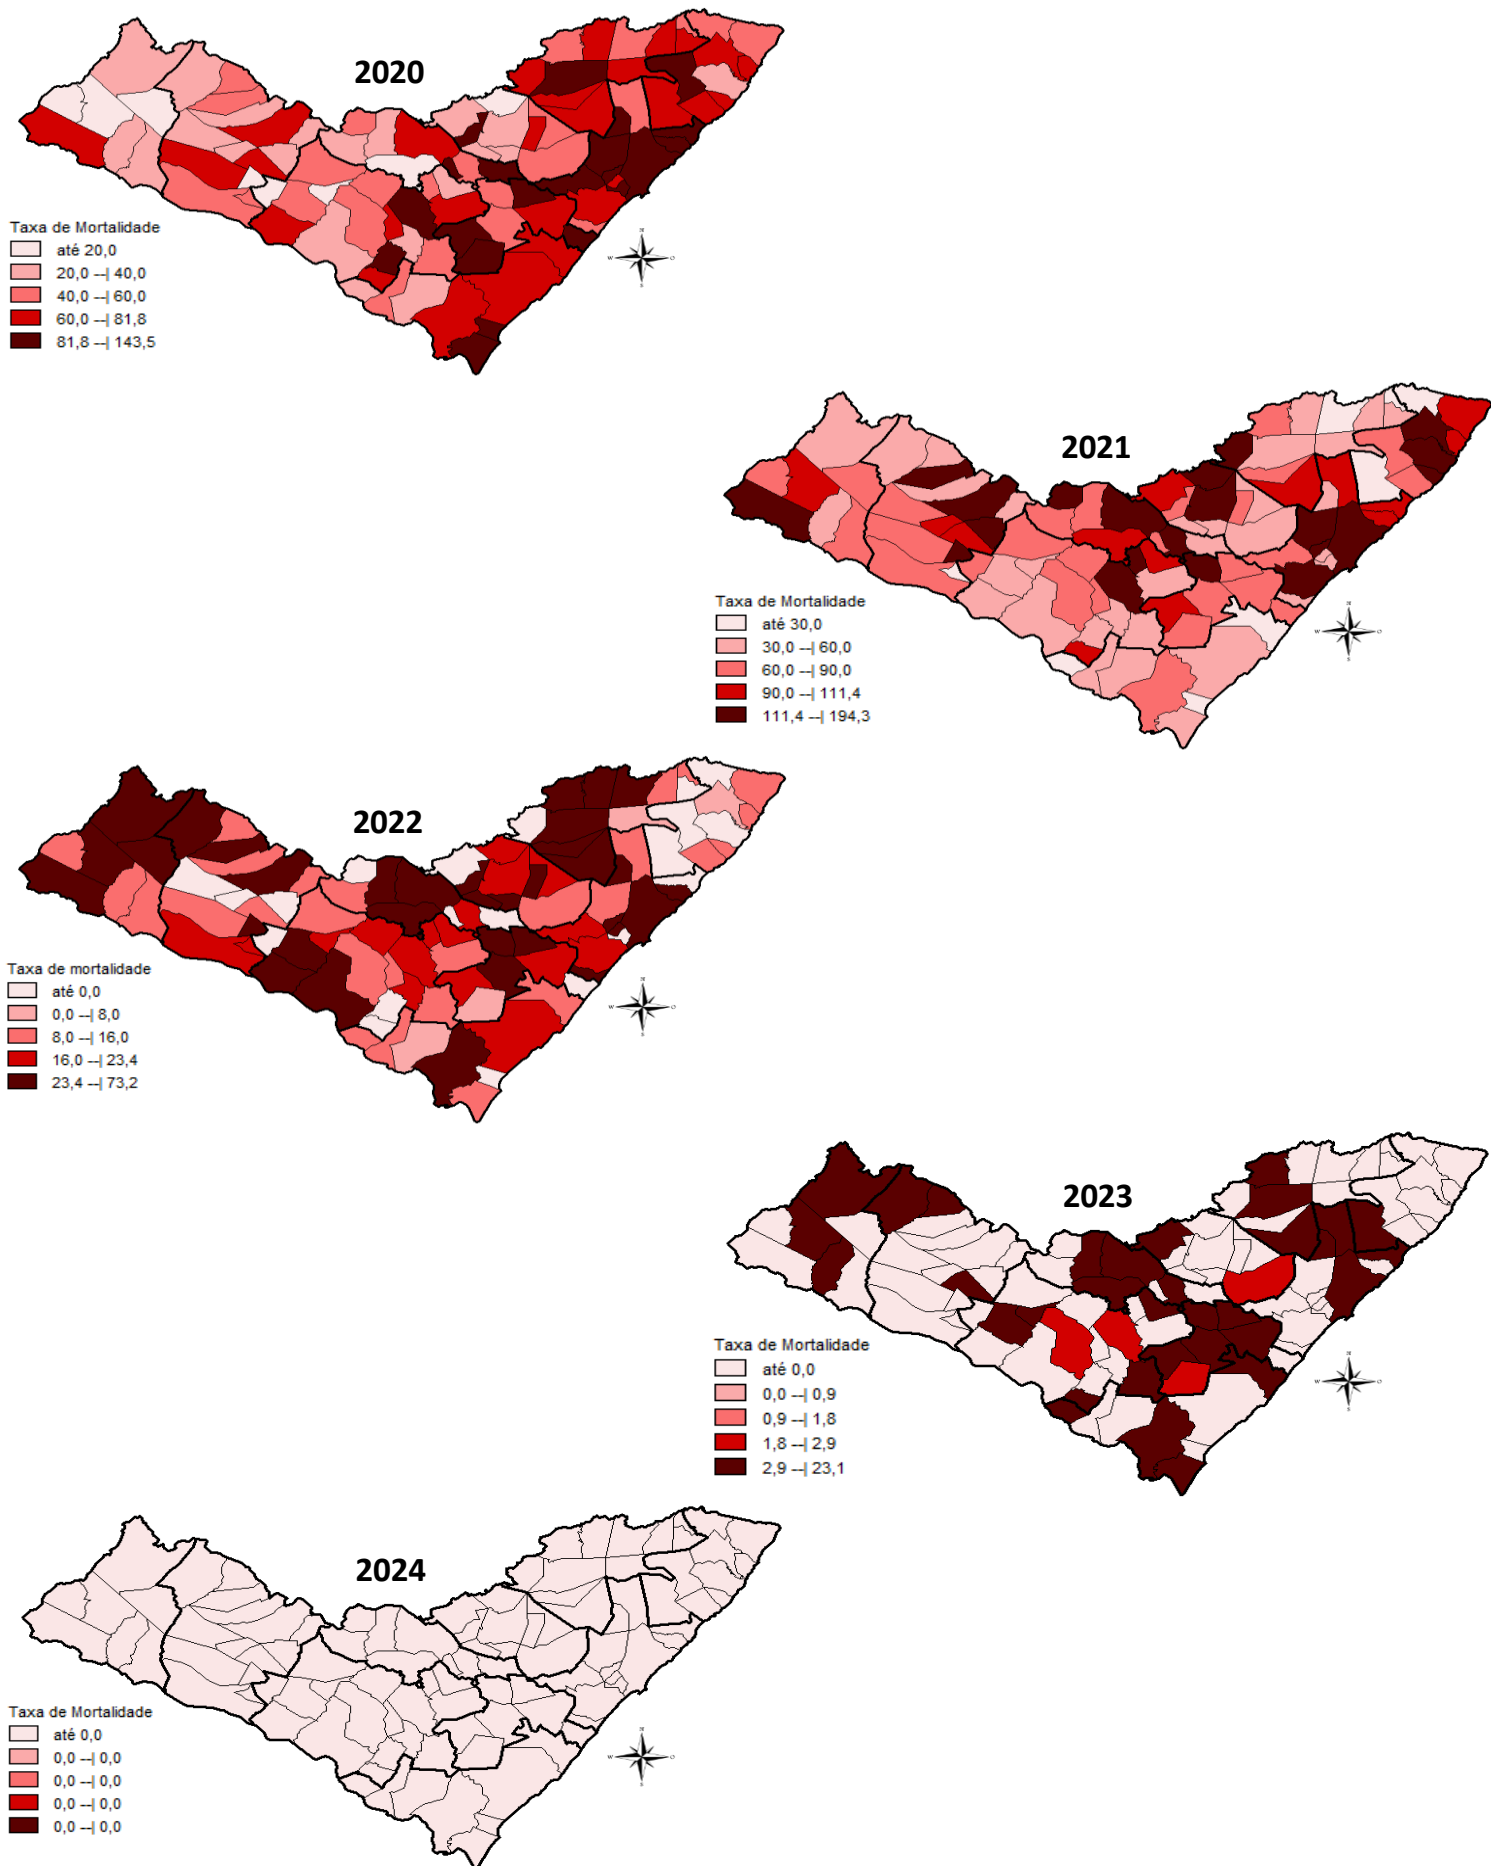 2020
Taxa de Mortalidade
até 20,0
20,0 --| 40,0
40,0 --| 60,0
60,0 --| 81,8
81,8 --| 143,5
2021
Taxa de Mortalidade
até 30,0
30,0 --| 60,0
60,0 --| 90,0
90,0 --| 111,4
111,4 --| 194,3
2022
Taxa de mortalidade
até 0,0
0,0 --| 8,0
8,0 --| 16,0
16,0 --| 23,4
23,4 --| 73,2
2023
Taxa de Mortalidade
até 0,0
0,0 --| 0,9
0,9 --| 1,8
1,8 --| 2,9
2,9 --| 23,1
2024
Taxa de Mortalidade
até 0,0
0,0 --| 0,0
0,0 --| 0,0
0,0 --| 0,0
0,0 --| 0,0